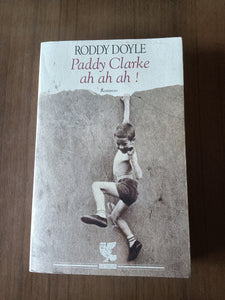 RODDY DOYLE
Paddy Clarke
ah ah ah !
Romanzo